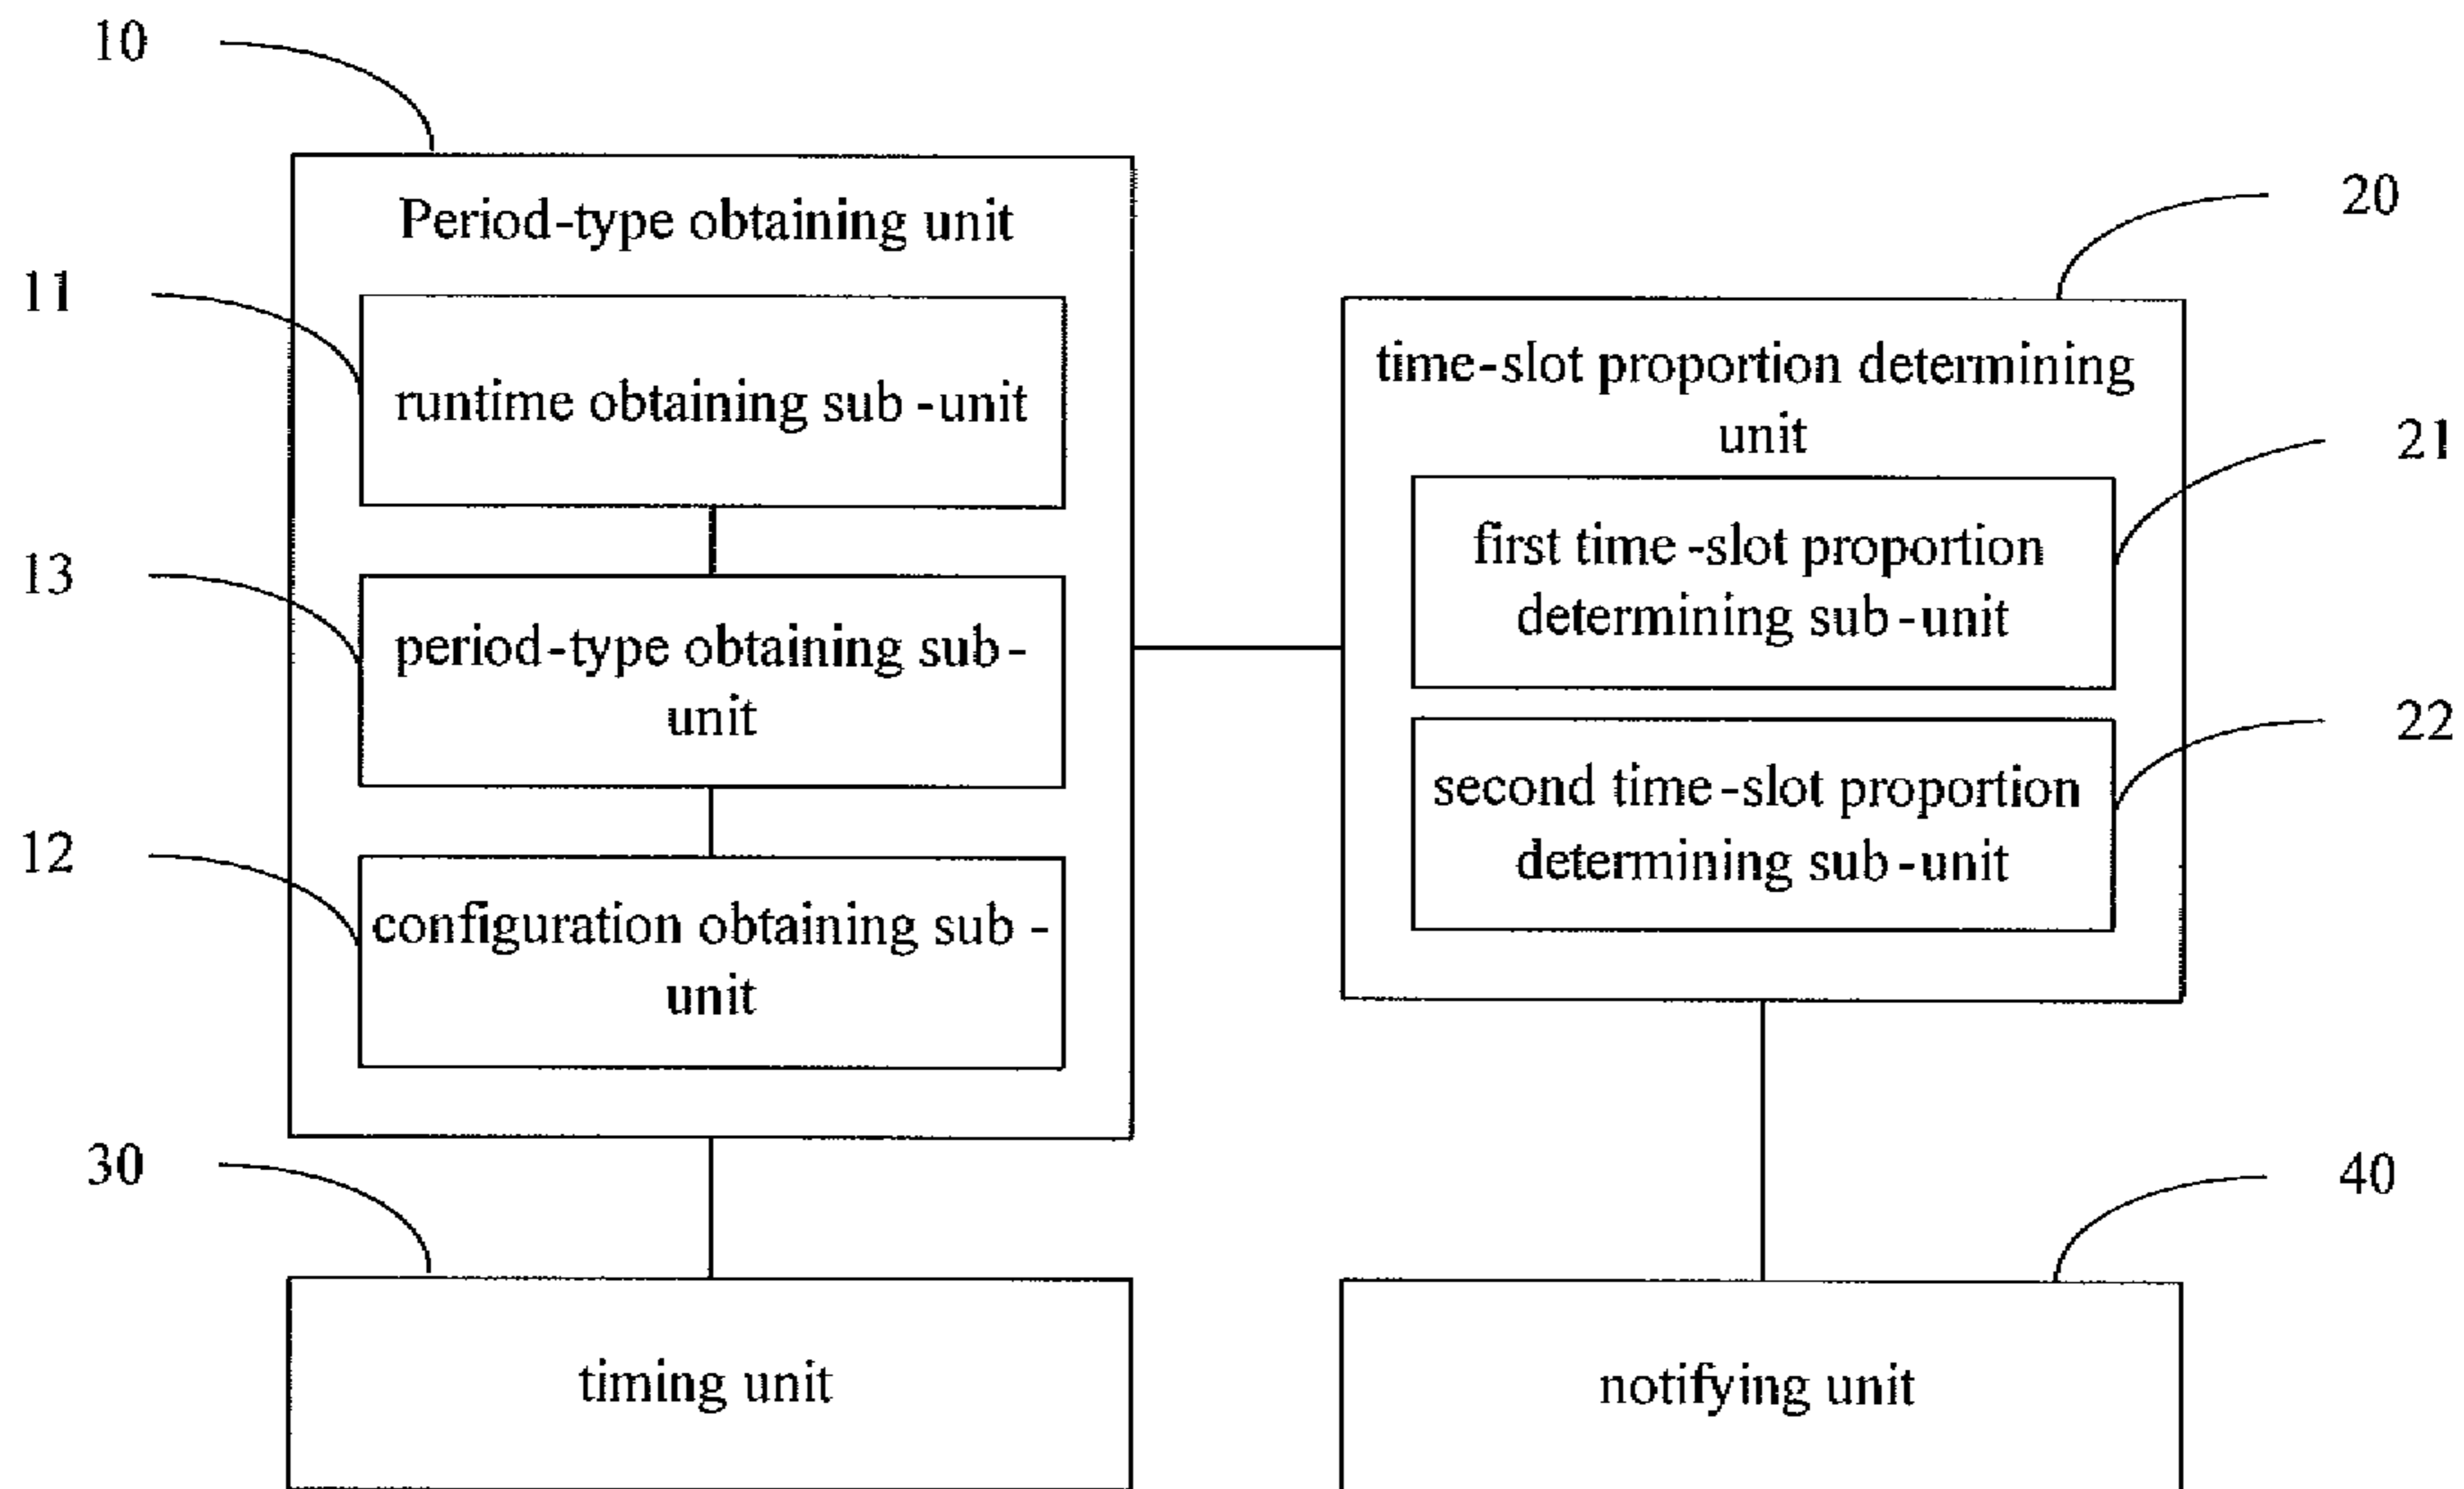 10
Period-type obtaining unit
20
11
runtime obtaining sub-unit
time-slot proportion determining
unit
21
first time-slot proportion
determining sub-unit
13
period-type obtaining sub-
unit
22
second time-slot proportion
determining sub-unit
12
configuration obtaining sub-
unit
30
40
timing unit
notifying unit